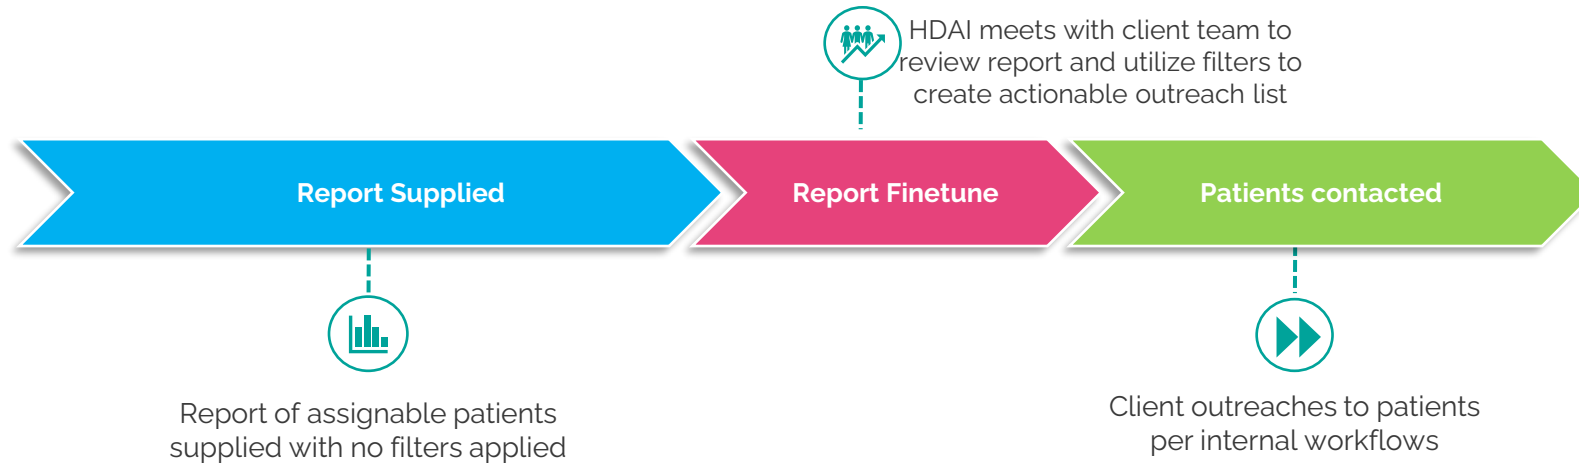 HDAI meets with client team to
review report and utilize filters to
create actionable outreach list
Report Supplied
Report Finetune
Patients contacted
Report of assignable patients
supplied with no filters applied
Client outreaches to patients
per internal workflows